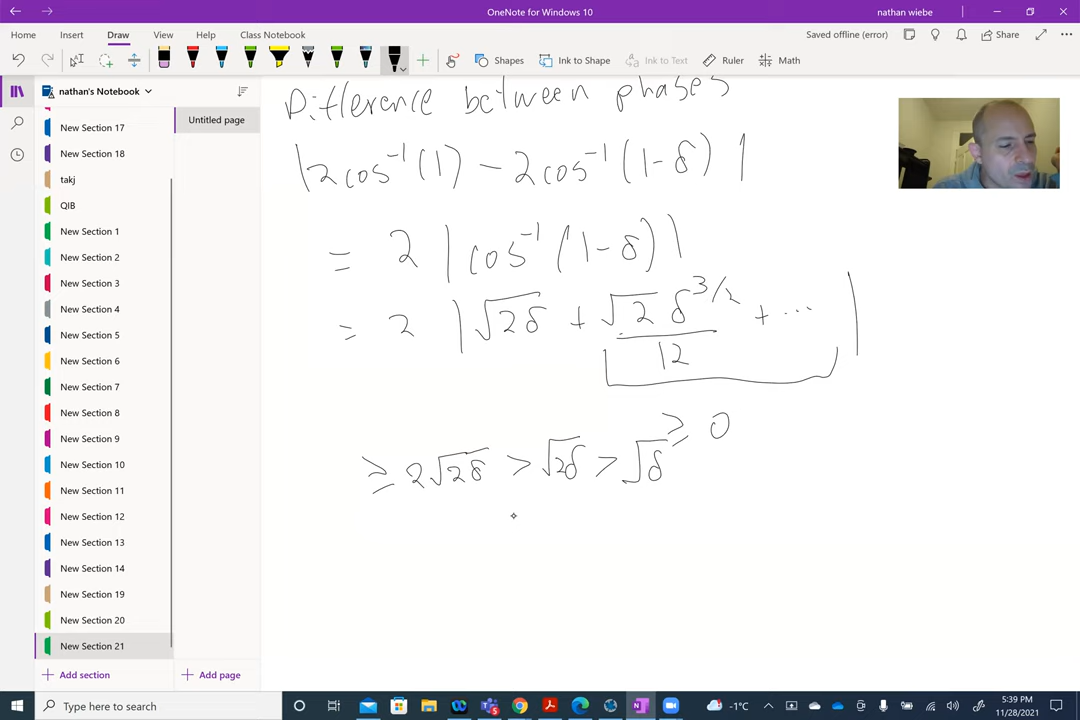 OneNote for Windows 10
nathan wiebe
Home Insert Draw View Help Class Notebook
Saved offline (error)
Share
Shapes
Ink to Shape
Ink to Text
Ruler
Math
nathan's Notebook
Untitled page
New Section 17
New Section 18
takj
QIB
New Section 1
New Section 2
New Section 3
New Section 4
New Section 5
New Section 6
New Section 7
New Section 8
New Section 9
New Section 10
New Section 11
New Section 12
New Section 13
New Section 14
New Section 19
New Section 20
New Section 21
Add section
Add page
Difference between phases
|2cos⁻¹(1) − 2cos⁻¹(1−δ)|
= 2 |cos⁻¹(1−δ)|
= 2 |√2δ + √2 δ^3/2 / 12 + ⋯|
≥ 0
≥ 2√2δ > √2δ > √δ
Type here to search
-1°C
5:39 PM
11/28/2021